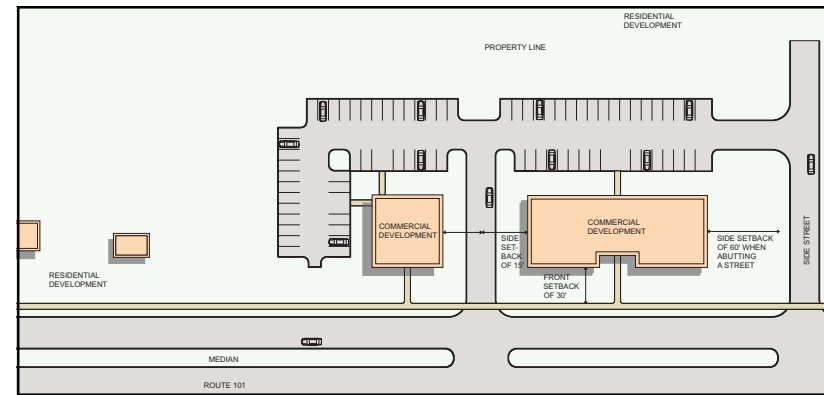 RESIDENTIAL
DEVELOPMENT
PROPERTY LINE
COMMERCIAL
DEVELOPMENT
COMMERCIAL
DEVELOPMENT
SIDE
SET-
BACK
OF 15'
SIDE SETBACK
OF 60' WHEN
ABUTTING
A STREET
SIDE STREET
FRONT
SETBACK
OF 30'
RESIDENTIAL
DEVELOPMENT
MEDIAN
ROUTE 101